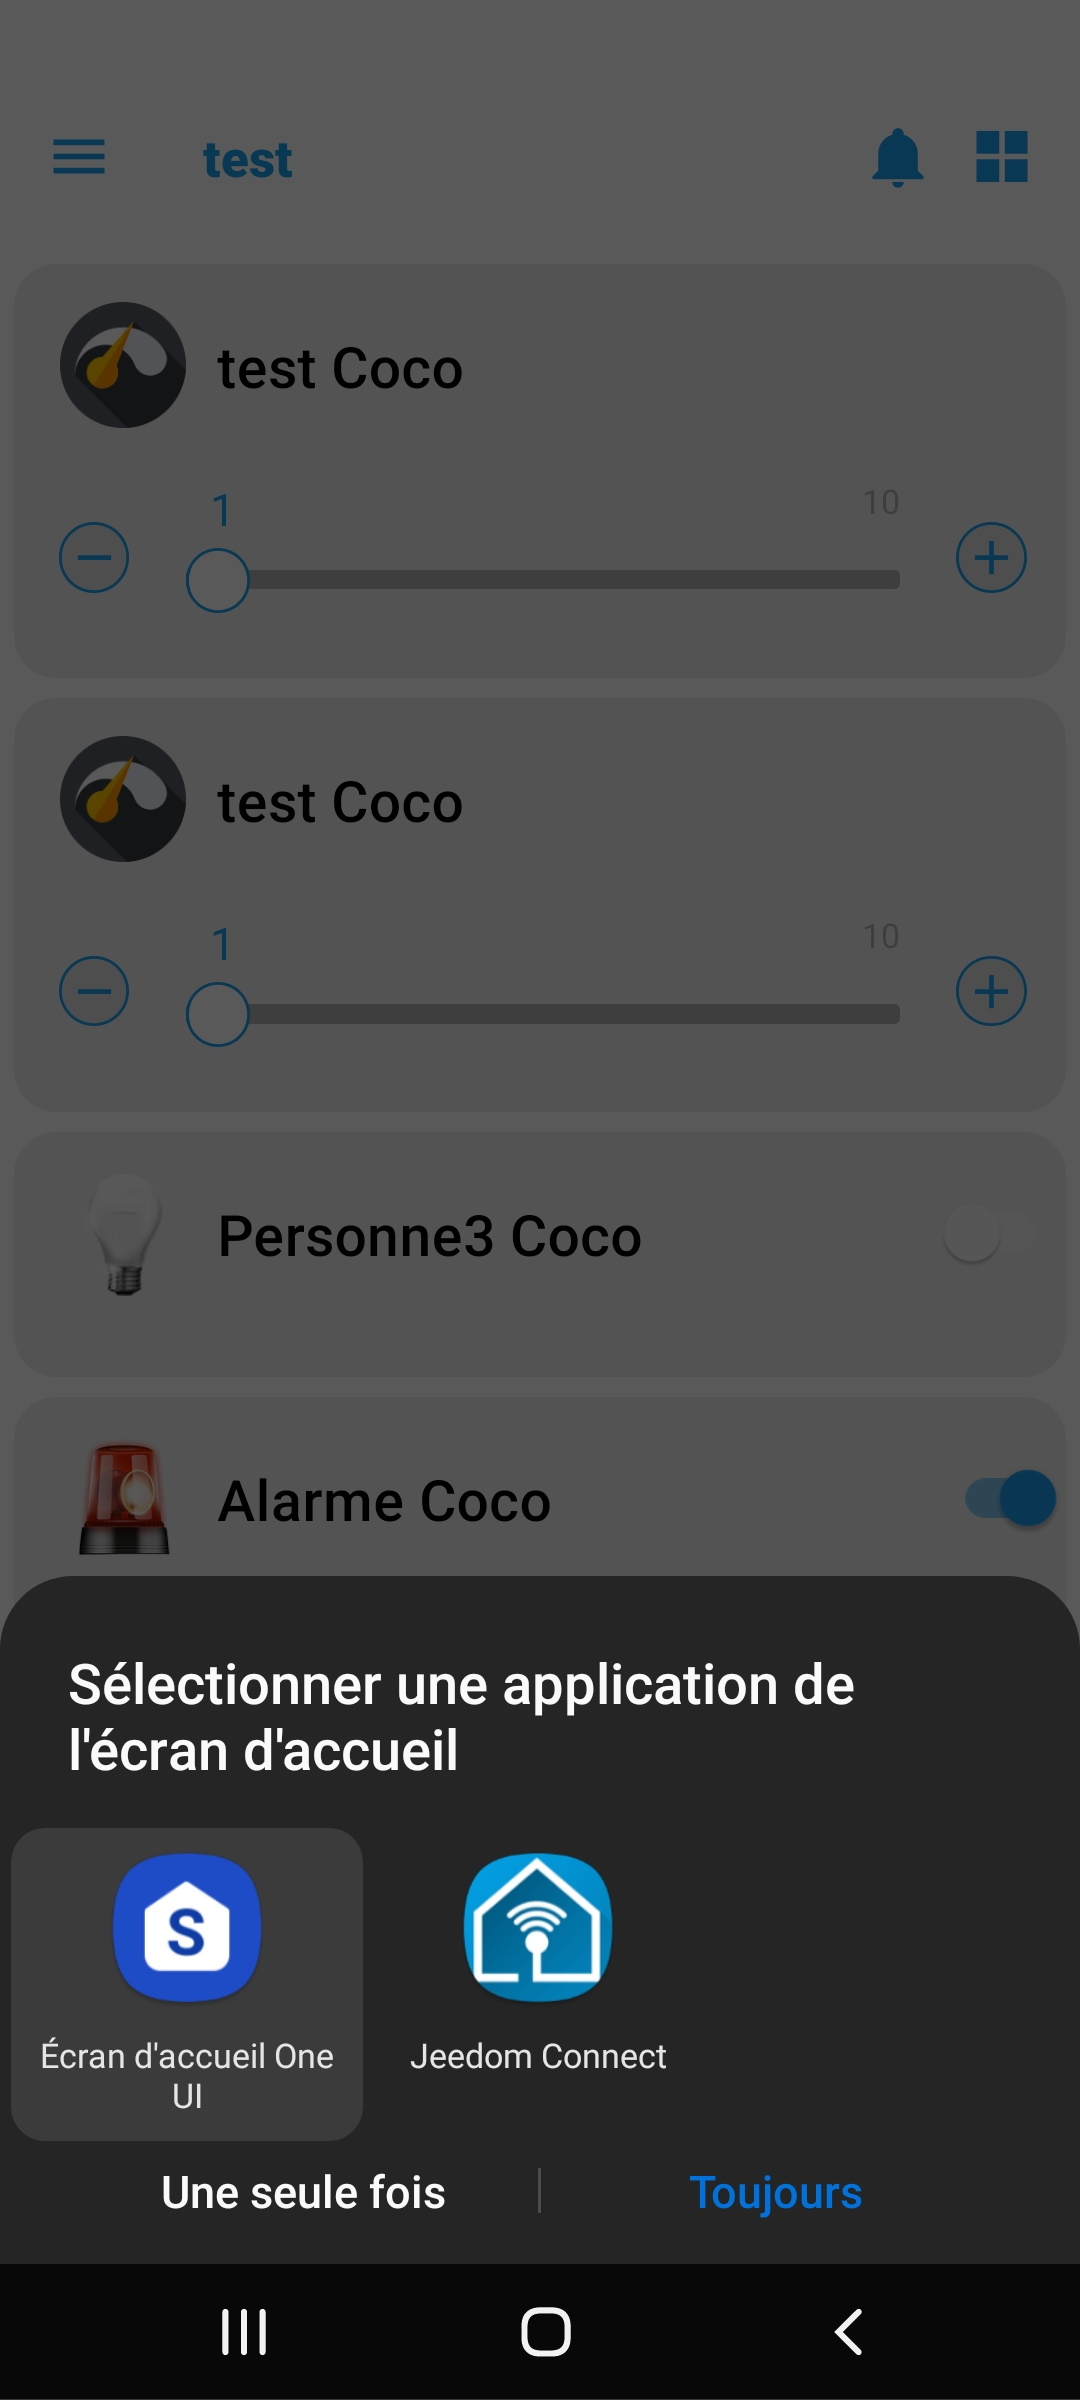 test
test Coco
1
10
test Coco
1
10
Personne3 Coco
Alarme Coco
Sélectionner une application de
l'écran d'accueil
S
Écran d'accueil One
UI
Jeedom Connect
Une seule fois
Toujours